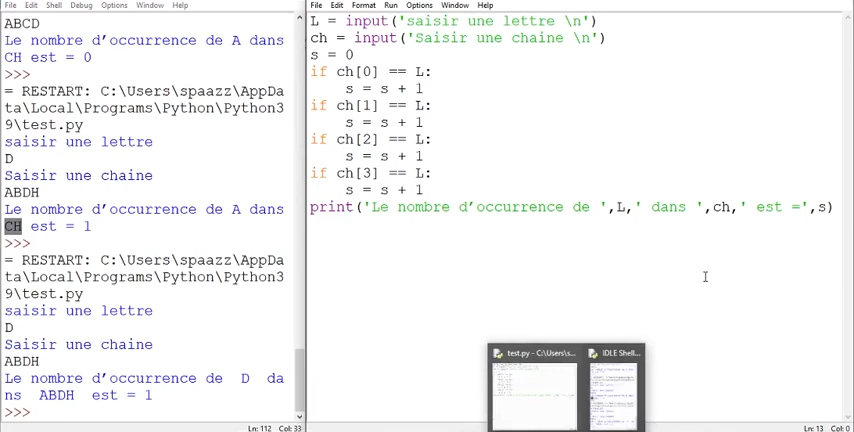 File Edit Shell Debug Options Window Help
ABCD
Le nombre d’occurrence de A dans
CH est = 0
>>>
= RESTART: C:\Users\spaazz\AppDa
ta\Local\Programs\Python\Python3
9\test.py
saisir une lettre
D
Saisir une chaine
ABDH
Le nombre d’occurrence de A dans
CH est = 1
>>>
= RESTART: C:\Users\spaazz\AppDa
ta\Local\Programs\Python\Python3
9\test.py
saisir une lettre
D
Saisir une chaine
ABDH
Le nombre d’occurrence de  D  da
ns  ABDH  est = 1
>>>
Ln: 112 Col: 33
File Edit Format Run Options Window Help
L = input('saisir une lettre \n')
ch = input('Saisir une chaine \n')
s = 0
if ch[0] == L:
    s = s + 1
if ch[1] == L:
    s = s + 1
if ch[2] == L:
    s = s + 1
if ch[3] == L:
    s = s + 1
print('Le nombre d’occurrence de ',L,' dans ',ch,' est =',s)
test.py - C:\Users\s...
IDLE Shell...
Ln: 13 Col: 0